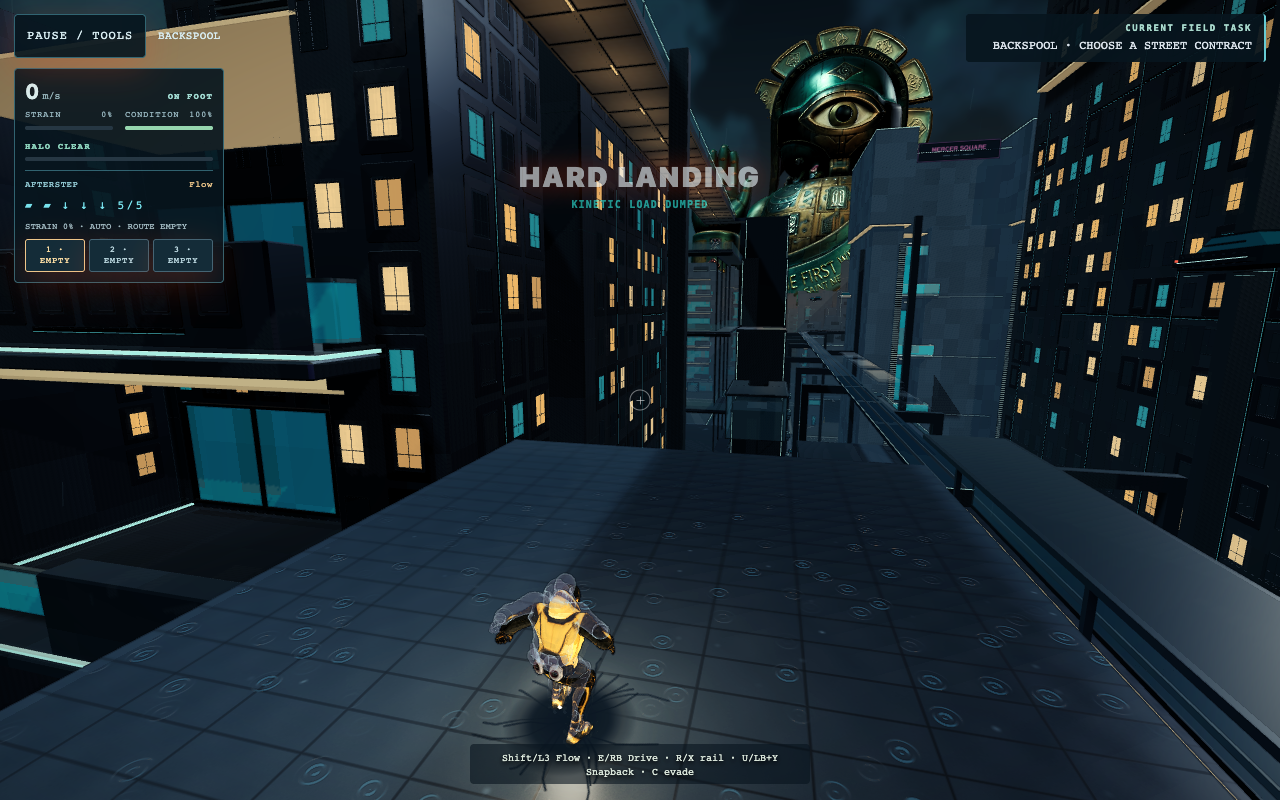 PAUSE / TOOLS
BACKSPOOL
CURRENT FIELD TASK
BACKSPOOL · CHOOSE A STREET CONTRACT
0 m/s
ON FOOT
STRAIN 0%
CONDITION 100%
HALO CLEAR
AFTERSTEP
Flow
5/5
STRAIN 0% · AUTO · ROUTE EMPTY
1 · EMPTY
2 · EMPTY
3 · EMPTY
HARD LANDING
KINETIC LOAD DUMPED
MERCER SQUARE
E FIRST
Shift/L3 Flow · E/RB Drive · R/X rail · U/LB+Y
Snapback · C evade